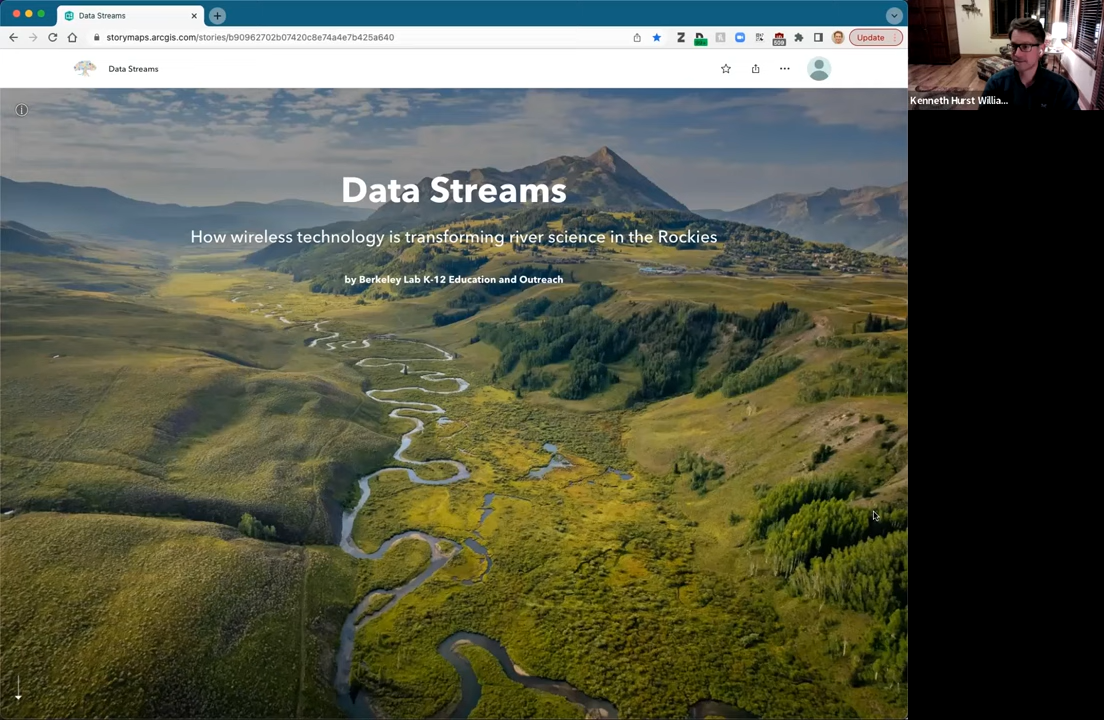 Data Streams
storymaps.arcgis.com/stories/b90962702b07420c8e74a4e7b425a640
Update
Data Streams
Kenneth Hurst Willia...
Data Streams
How wireless technology is transforming river science in the Rockies
by Berkeley Lab K-12 Education and Outreach